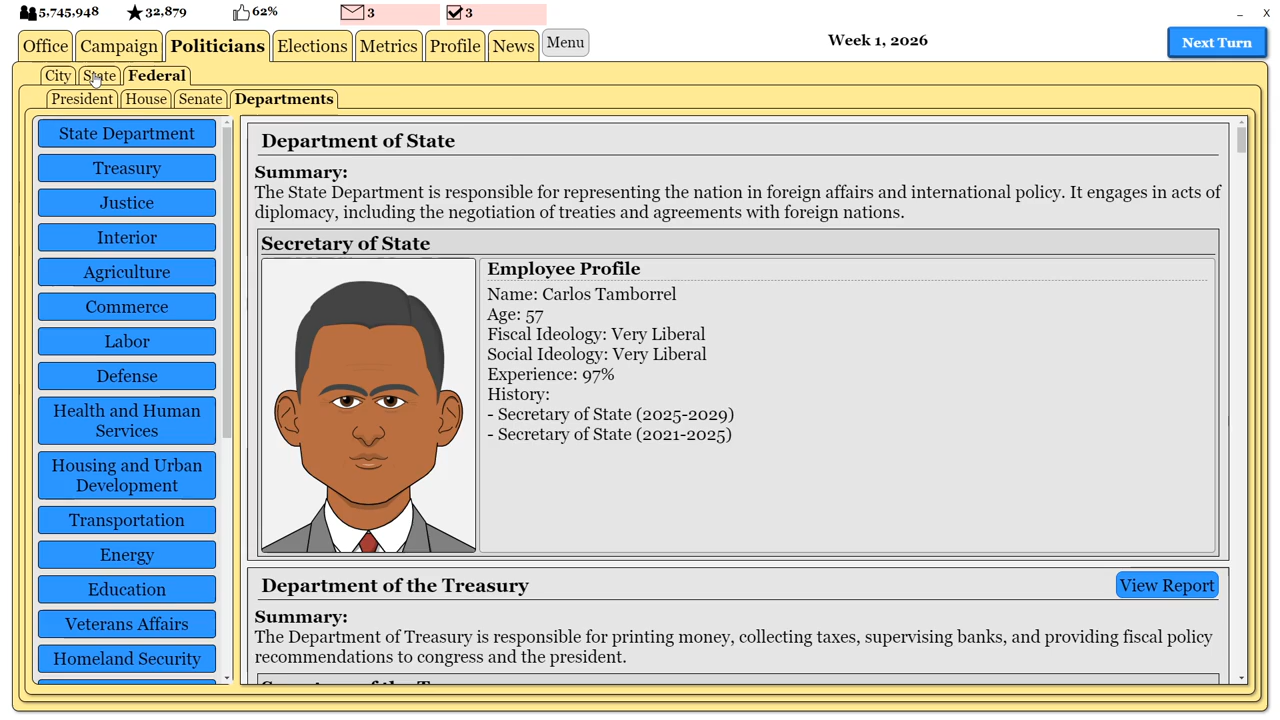 5,745,948
32,879
62%
3
3
_ X
Office Campaign Politicians Elections Metrics Profile News Menu
Week 1, 2026
Next Turn
City State Federal
President House Senate Departments
State Department
Treasury
Justice
Interior
Agriculture
Commerce
Labor
Defense
Health and Human
Services
Housing and Urban
Development
Transportation
Energy
Education
Veterans Affairs
Homeland Security
Department of State
Summary:
The State Department is responsible for representing the nation in foreign affairs and international policy. It engages in acts of
diplomacy, including the negotiation of treaties and agreements with foreign nations.
Secretary of State
Employee Profile
Name: Carlos Tamborrel
Age: 57
Fiscal Ideology: Very Liberal
Social Ideology: Very Liberal
Experience: 97%
History:
- Secretary of State (2025-2029)
- Secretary of State (2021-2025)
Department of the Treasury
View Report
Summary:
The Department of Treasury is responsible for printing money, collecting taxes, supervising banks, and providing fiscal policy
recommendations to congress and the president.